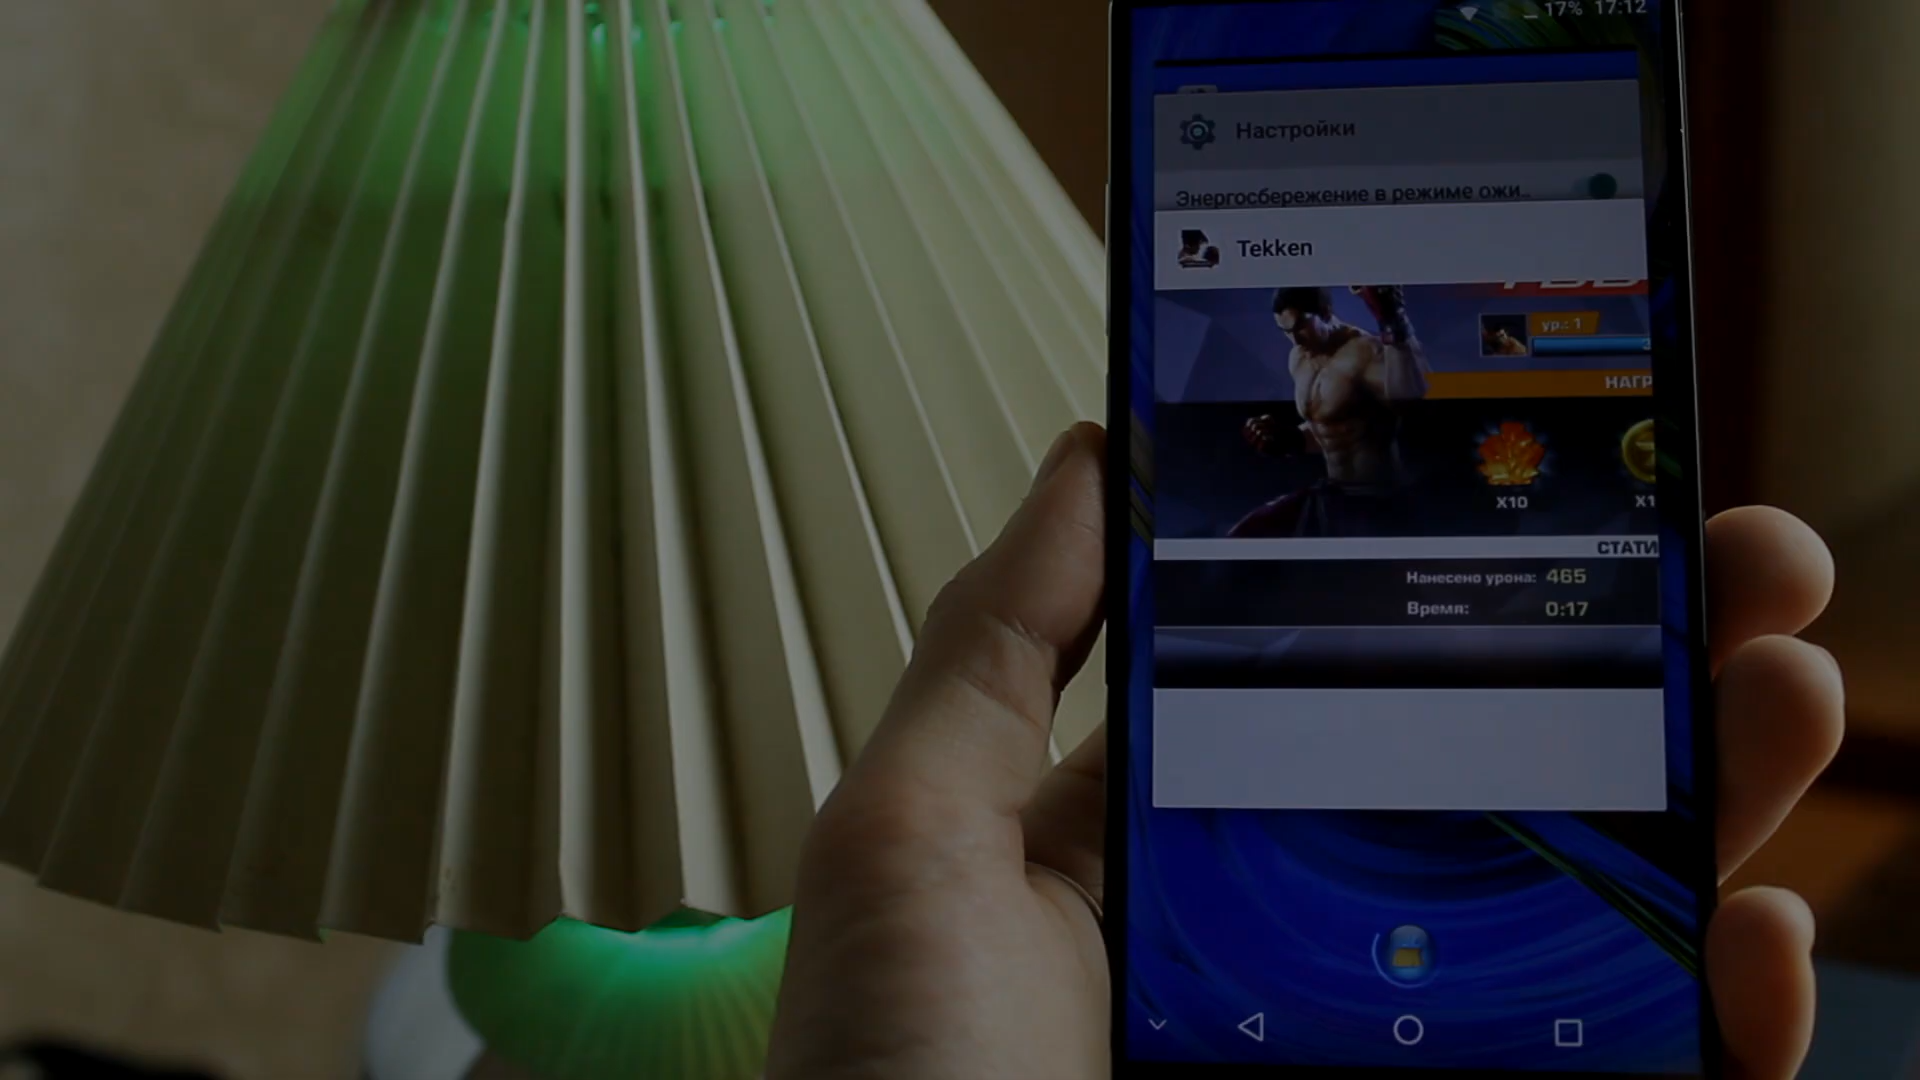 17% 17:12
Настройки
Энергосбережение в режиме ожи..
Tekken
ур.: 1
НАГР
X10
X1
СТАТИ
Нанесено урона: 465
Время: 0:17